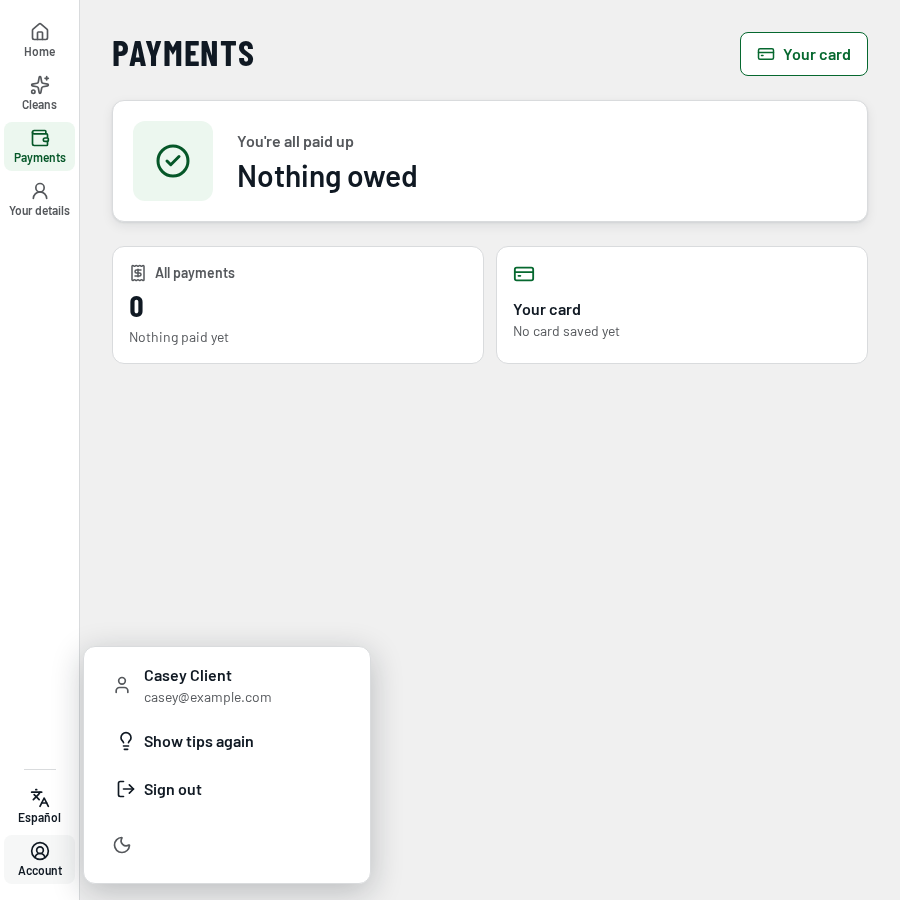 Home
Cleans
Payments
Your details
PAYMENTS
Your card
You're all paid up
Nothing owed
All payments
0
Nothing paid yet
Your card
No card saved yet
Casey Client
casey@example.com
Show tips again
Sign out
Español
Account